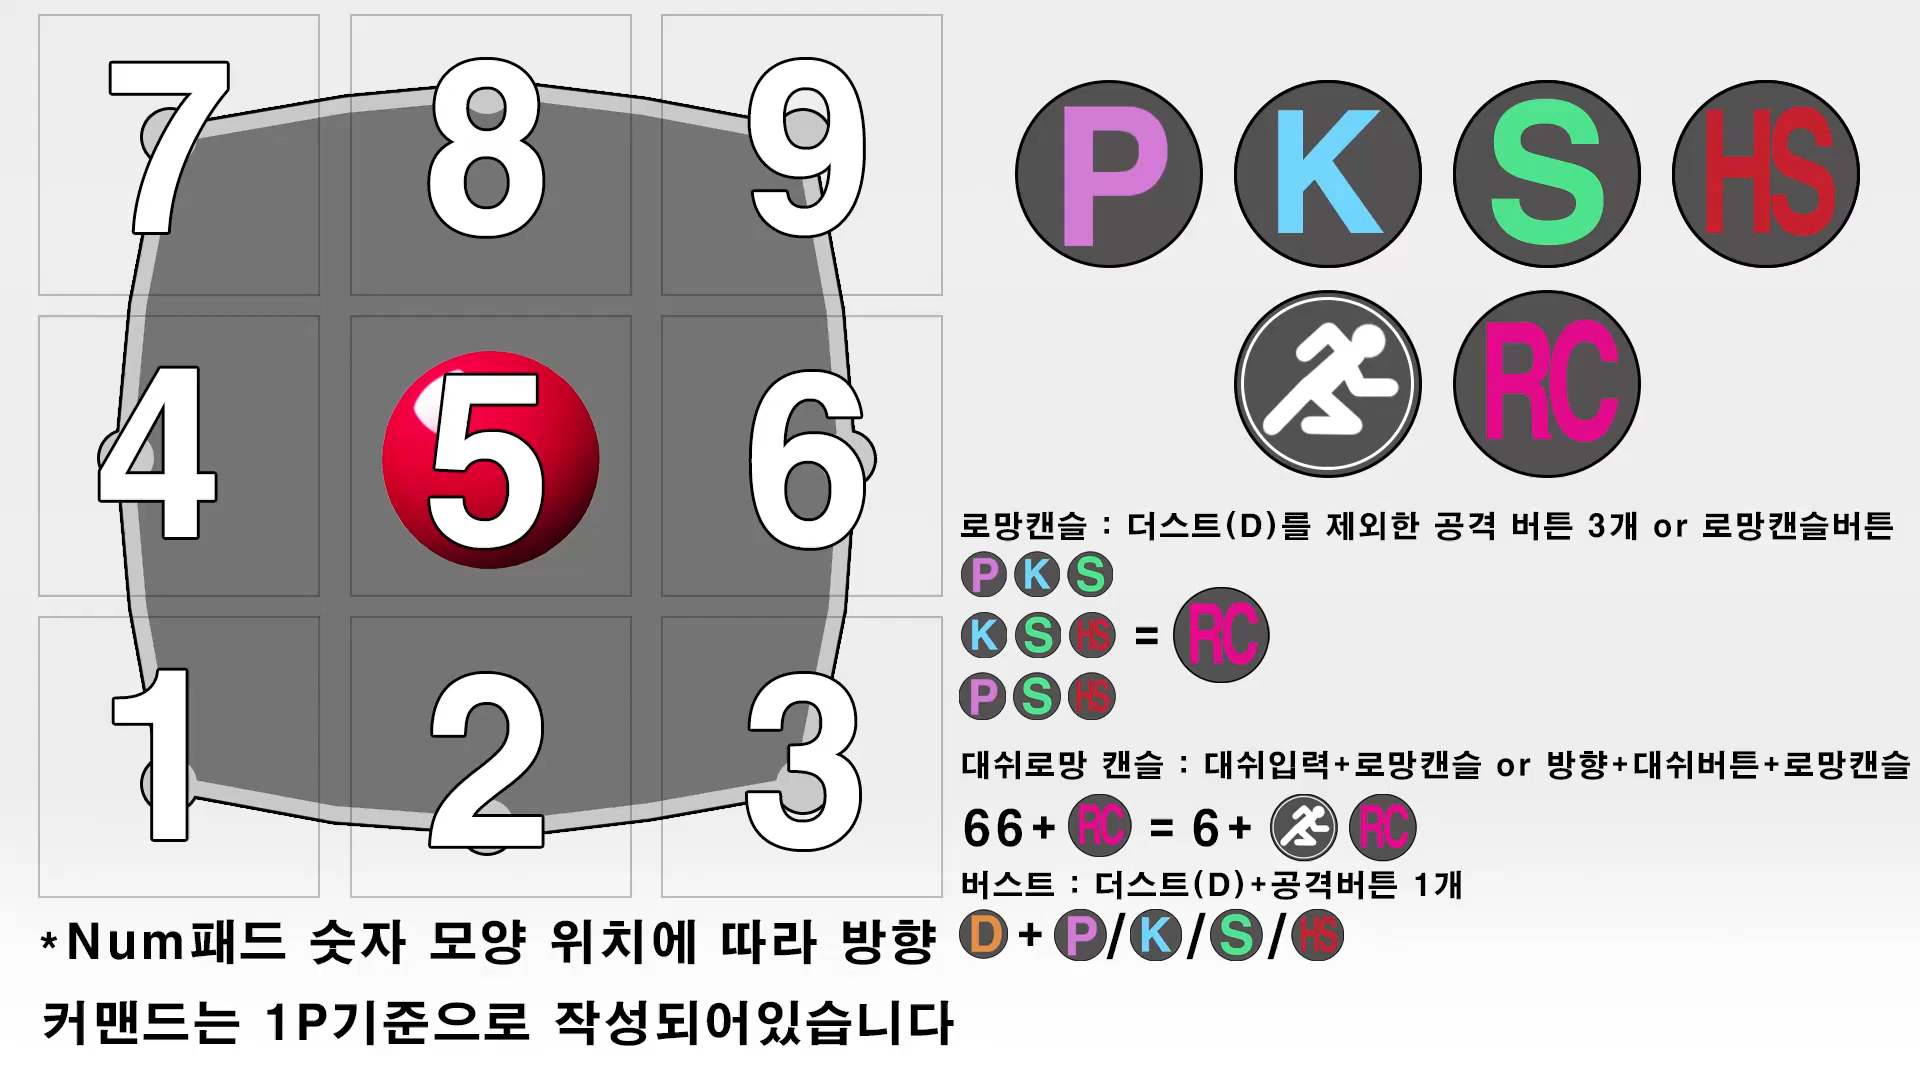 7 8 9
4 5 6
1 2 3
*Num패드 숫자 모양 위치에 따라 방향
커맨드는 1P기준으로 작성되어있습니다
P K S HS
RC
로망캔슬 : 더스트(D)를 제외한 공격 버튼 3개 or 로망캔슬버튼
P K S
K S HS = RC
P S HS
대쉬로망 캔슬 : 대쉬입력+로망캔슬 or 방향+대쉬버튼+로망캔슬
66+ RC = 6+ RC
버스트 : 더스트(D)+공격버튼 1개
D + P/K/S/HS